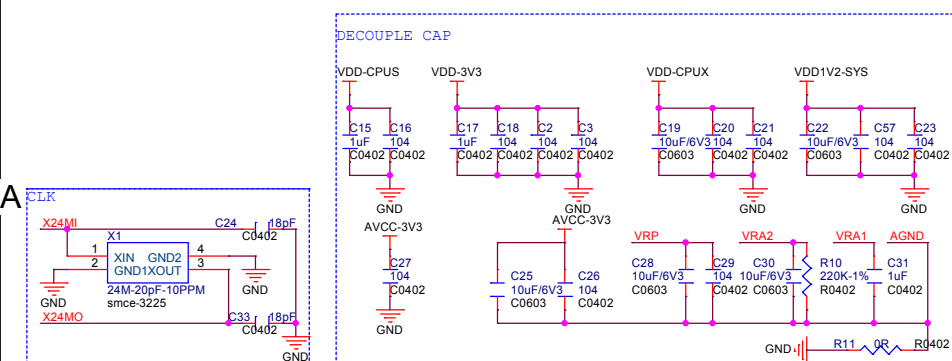 DECOUPLE CAP
VDD-CPUS VDD-3V3 VDD-CPUX VDD1V2-SYS
C15 C16 C17 C18 C2 C3 C19 C20 C21 C22 C57 C23
1uF 104 1uF 104 104 104 10uF/6V3 104 104 10uF/6V3 104 104
C0402 C0402 C0402 C0402 C0402 C0402 C0603 C0402 C0402 C0603 C0402 C0402
GND GND GND GND
A
CLK
X24MI C24 18pF
C0402
X1
1 XIN GND2 4
2 GND1 XOUT 3
24M-20pF-10PPM
smce-3225
GND GND
X24MO C33 18pF
C0402
GND
AVCC-3V3
C27
104
C0402
GND
AVCC-3V3
VRP VRA2 VRA1 AGND
C25 C26 C28 C29 C30 R10 C31
10uF/6V3 104 10uF/6V3 104 10uF/6V3 220K-1% 1uF
C0603 C0402 C0603 C0402 C0603 R0402 C0402
GND R11 0R R0402